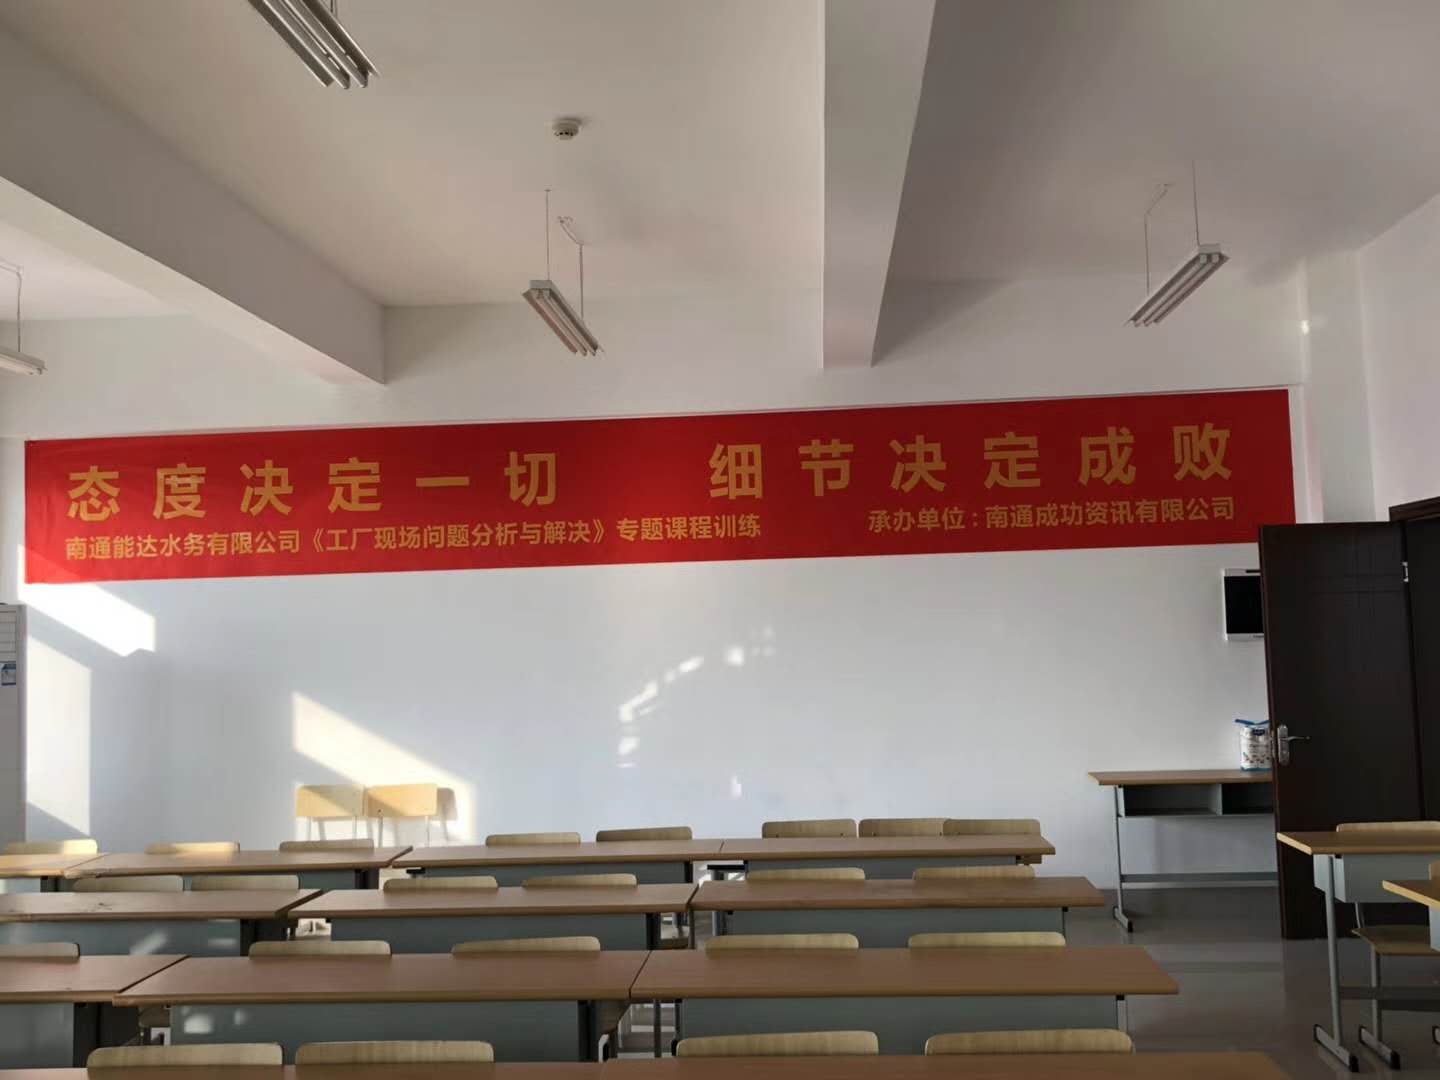 态度决定一切 细节决定成败
南通能达水务有限公司《工厂现场问题分析与解决》专题课程训练 承办单位：南通成功资讯有限公司